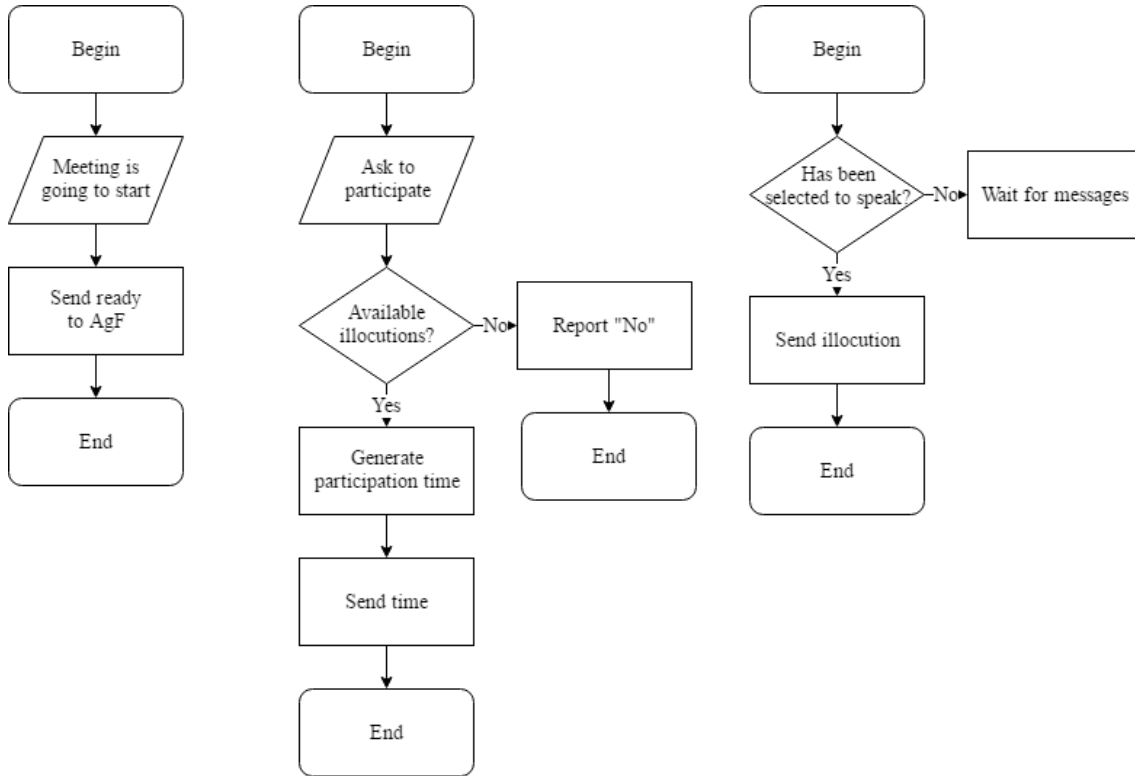 Begin
Meeting is
going to start
Send ready
to AgF
End
Begin
Ask to
participate
Available
illocutions?
No
Report "No"
End
Yes
Generate
participation time
Send time
End
Begin
Has been
selected to speak?
No
Wait for messages
Yes
Send illocution
End